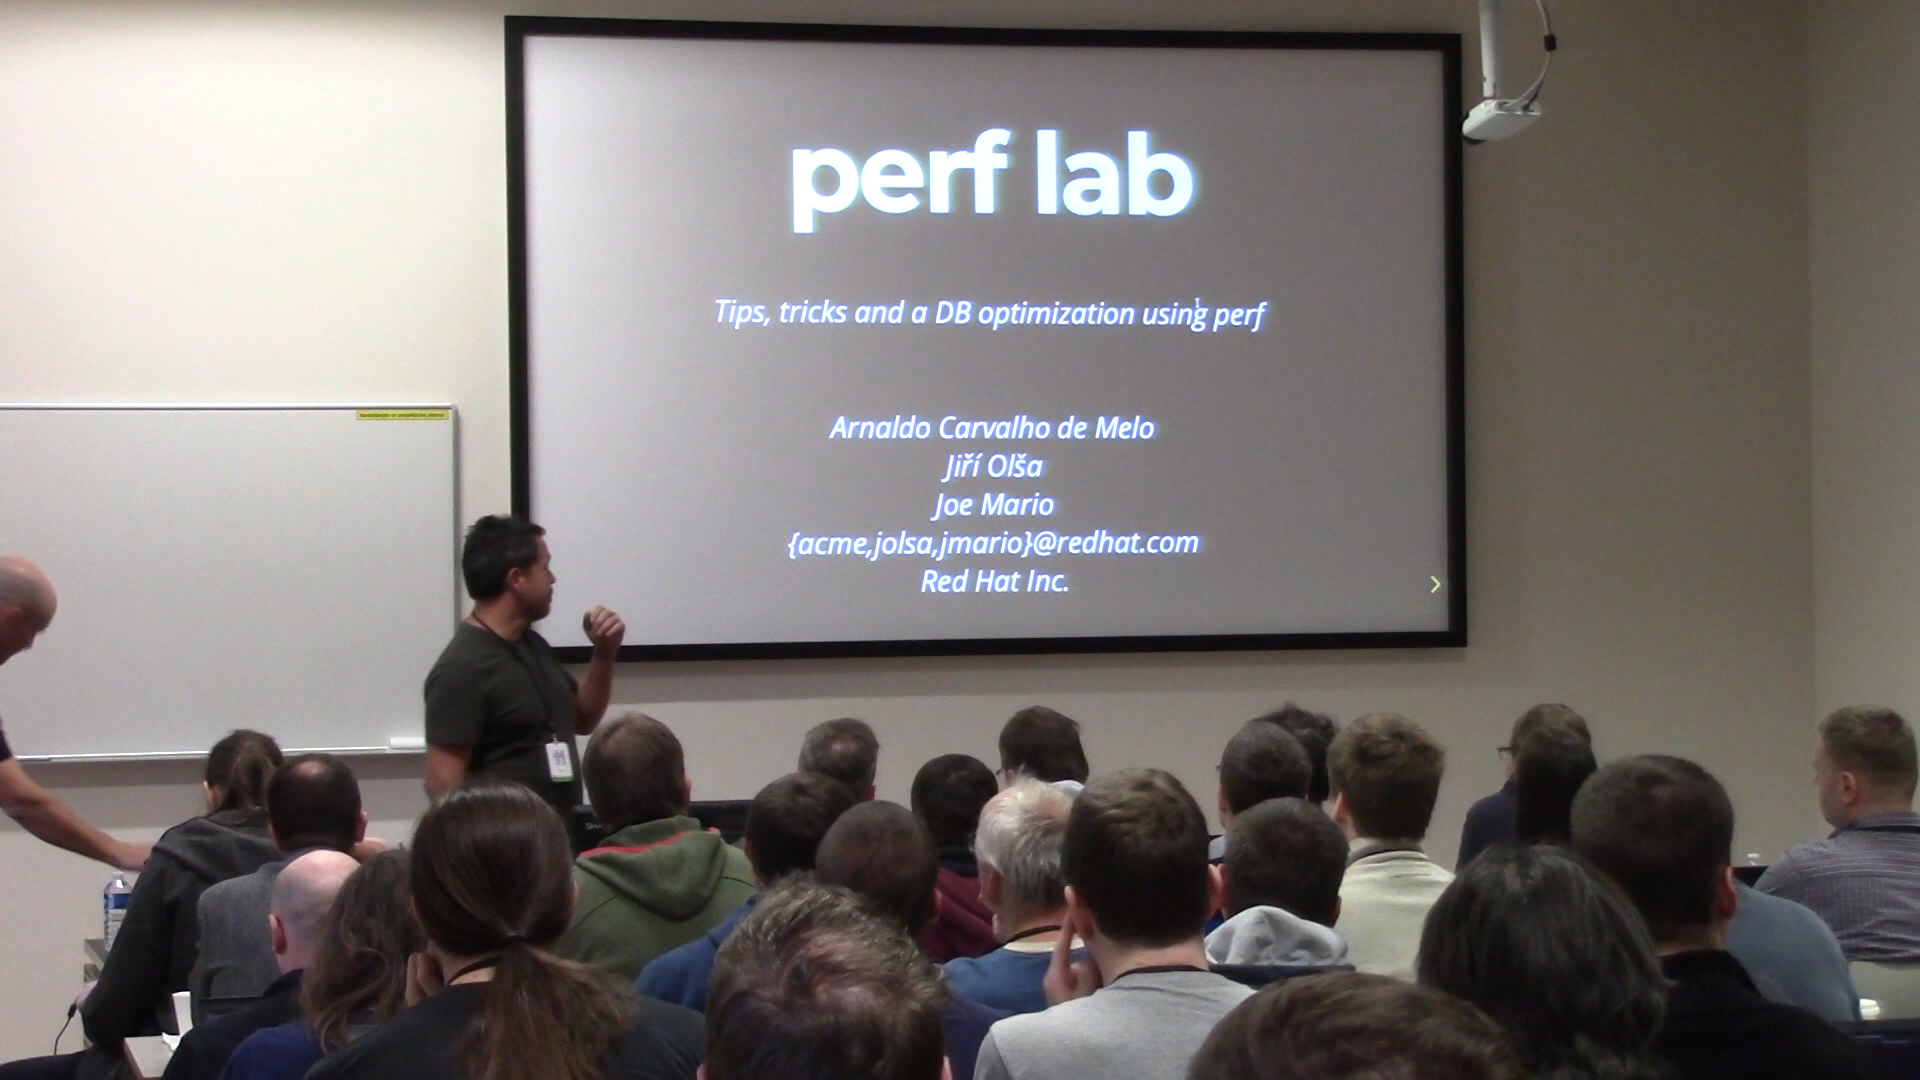 perf lab
Tips, tricks and a DB optimization using perf
Arnaldo Carvalho de Melo
Jiří Olša
Joe Mario
{acme,jolsa,jmario}@redhat.com
Red Hat Inc.